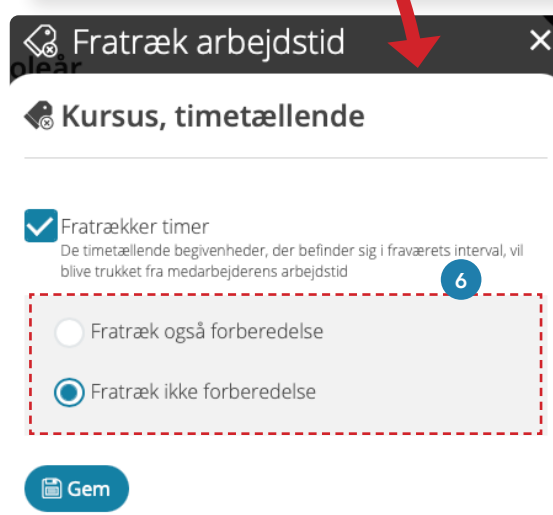 Fratræk arbejdstid
oleår
Kursus, timetællende
Fratrækker timer
De timetællende begivenheder, der befinder sig i fraværets interval, vil
blive trukket fra medarbejderens arbejdstid
6
Fratræk også forberedelse
Fratræk ikke forberedelse
Gem